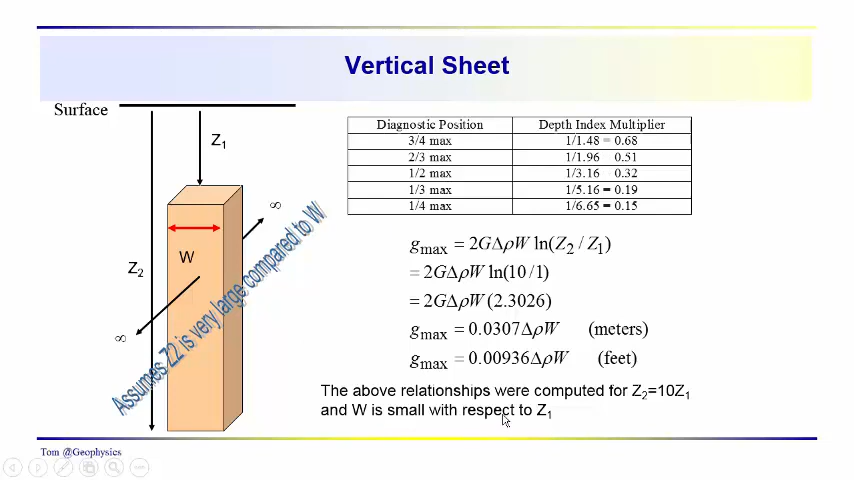 Vertical Sheet
Surface
Z₁
∞
W
Z₂
∞
Assumes Z2 is very large compared to W
Diagnostic Position Depth Index Multiplier
3/4 max 1/1.48 = 0.68
2/3 max 1/1.96 0.51
1/2 max 1/3.16 0.32
1/3 max 1/5.16 = 0.19
1/4 max 1/6.65 = 0.15
g_max = 2GΔρW ln(Z₂ / Z₁)
= 2GΔρW ln(10/1)
= 2GΔρW(2.3026)
g_max = 0.0307ΔρW (meters)
g_max = 0.00936ΔρW (feet)
The above relationships were computed for Z₂=10Z₁
and W is small with respect to Z₁
Tom @Geophysics